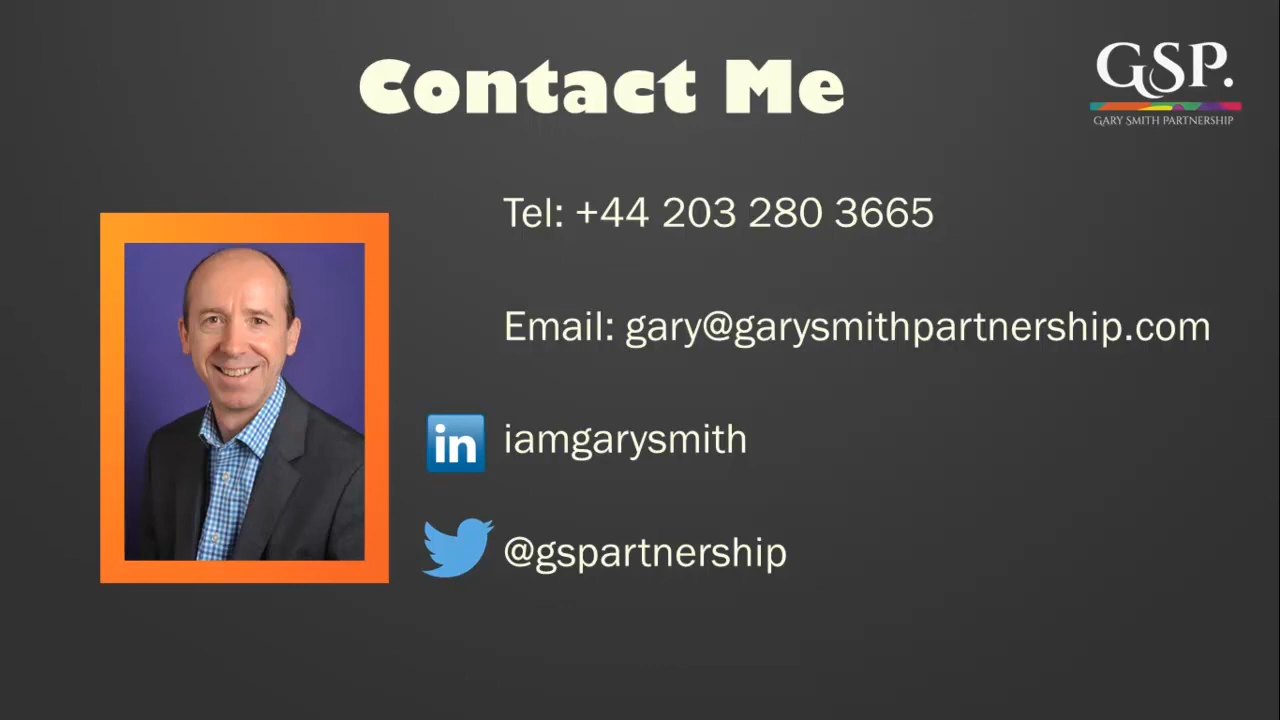 Contact Me
GSP.
GARY SMITH PARTNERSHIP
Tel: +44 203 280 3665
Email: gary@garysmithpartnership.com
in iamgarysmith
@gspartnership